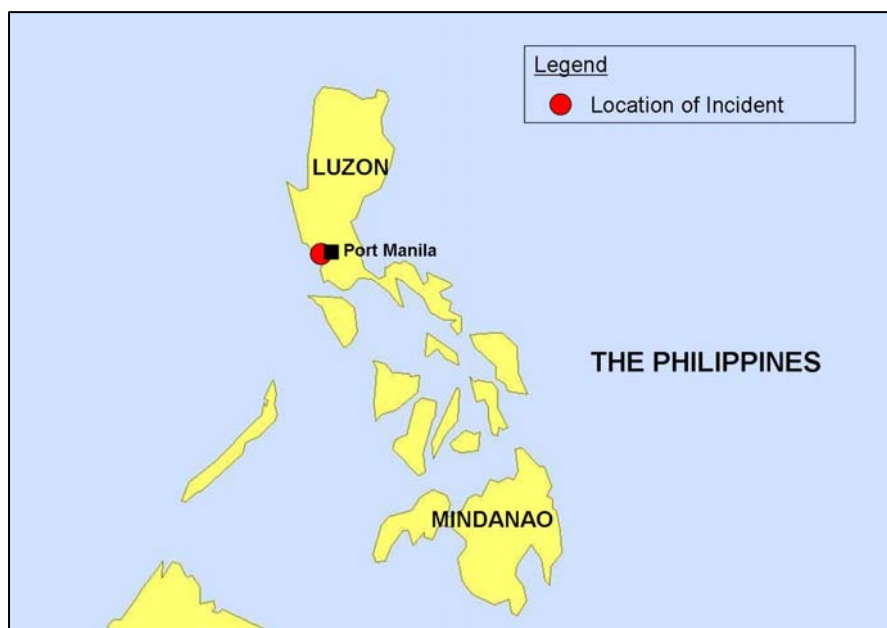 Legend
Location of Incident
LUZON
Port Manila
THE PHILIPPINES
MINDANAO